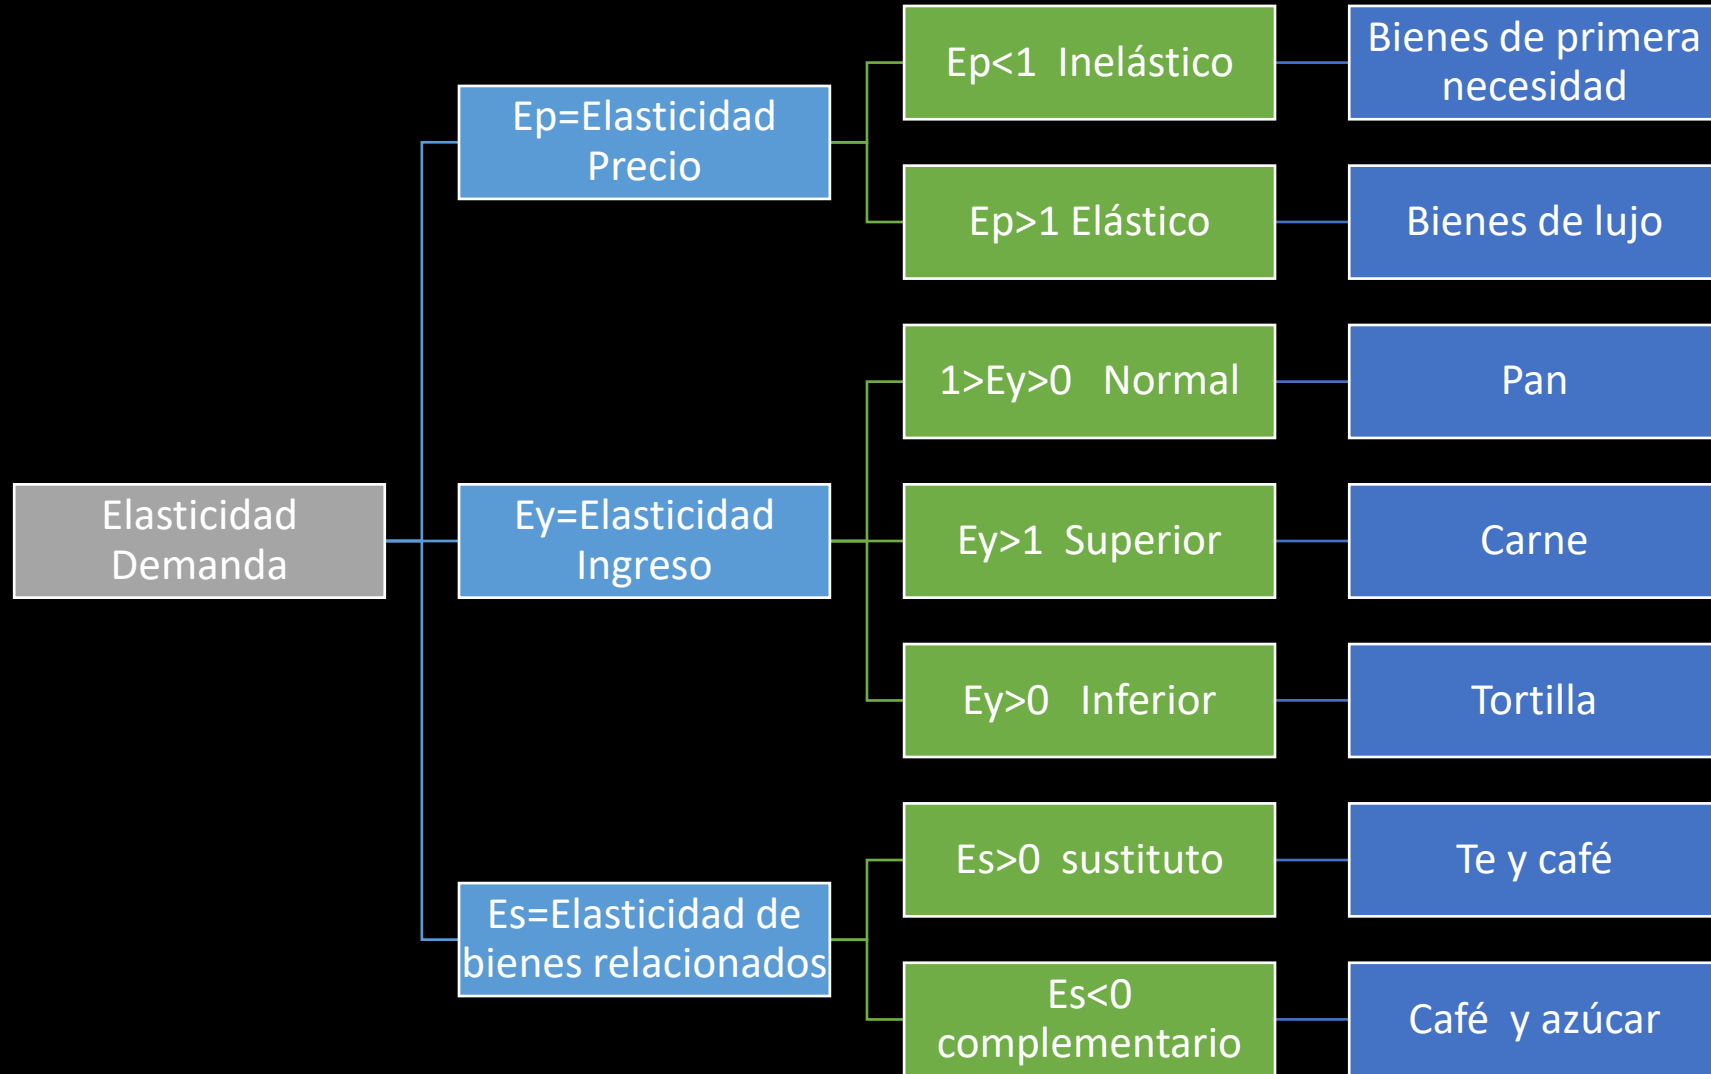 Elasticidad
Demanda
Ep=Elasticidad
Precio
Ep<1  Inelástico
Bienes de primera
necesidad
Ep>1 Elástico
Bienes de lujo
Ey=Elasticidad
Ingreso
1>Ey>0   Normal
Pan
Ey>1  Superior
Carne
Ey>0   Inferior
Tortilla
Es=Elasticidad de
bienes relacionados
Es>0  sustituto
Te y café
Es<0
complementario
Café  y azúcar